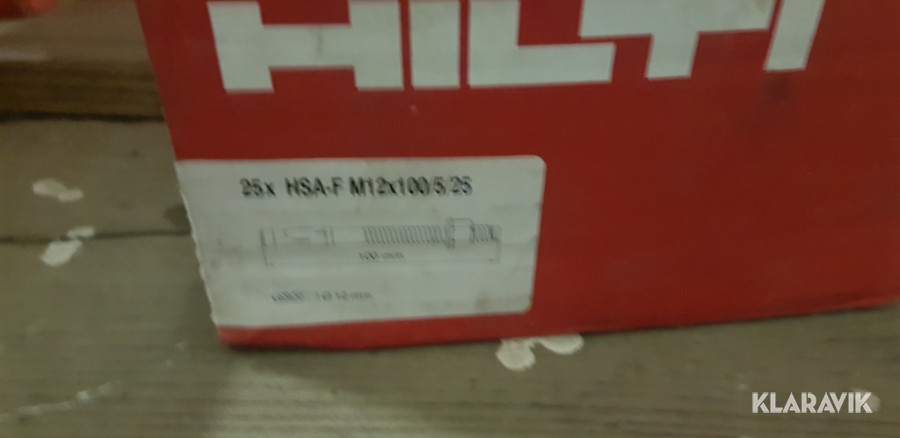 HILTI
25x HSA-F M12x100/5/25
100 mm
KLARAVIK